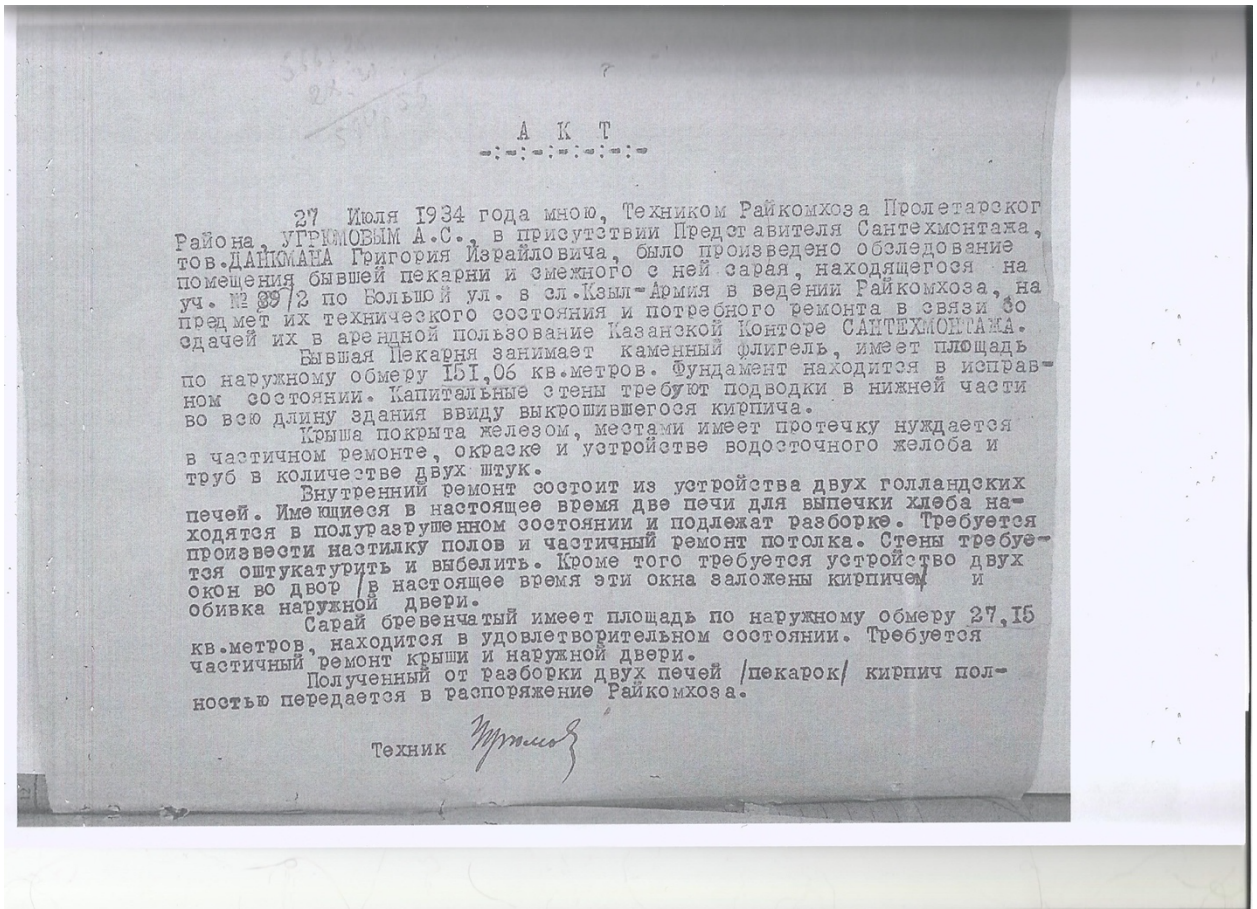 А К Т
-:-:-:-:-:-:-
27 Июля 1934 года мною, Техником Райкомхоза Пролетарског
Района, УГРЮМОВЫМ А.С., в присутствии Представителя Сантехмонтажа,
тов.ДАЙКМАНА Григория Израйловича, было произведено обследование
помещения бывшей пекарни и смежного с ней сарая, находящегося на
уч. № 39/2 по Большой ул. в сл.Кзыл-Армия в ведении Райкомхоза, на
предмет их технического состояния и потребного ремонта в связи со
сдачей их в арендной пользование Казанской Конторе САНТЕХМОНТАЖА.
Бывшая Пекарня занимает каменный флигель, имеет площадь
по наружному обмеру 151,06 кв.метров. Фундамент находится в исправ-
ном состоянии. Капитальные стены требуют подводки в нижней части
во всю длину здания ввиду выкрошившегося кирпича.
Крыша покрыта железом, местами имеет протечку нуждается
в частичном ремонте, окраске и устройстве водосточного желоба и
труб в количестве двух штук.
Внутренний ремонт состоит из устройства двух голландских
печей. Имеющиеся в настоящее время две печи для выпечки хлеба на-
ходятся в полуразрушенном состоянии и подлежат разборке. Требуется
произвести настилку полов и частичный ремонт потолка. Стены требуе-
тся оштукатурить и выбелить. Кроме того требуется устройство двух
окон во двор /в настоящее время эти окна заложены кирпичем/ и
обивка наружной двери.
Сарай бревенчатый имеет площадь по наружному обмеру 27,15
кв.метров, находится в удовлетворительном состоянии. Требуется
частичный ремонт крыши и наружной двери.
Полученный от разборки двух печей /пекарок/ кирпич пол-
ностью передается в распоряжение Райкомхоза.
Техник